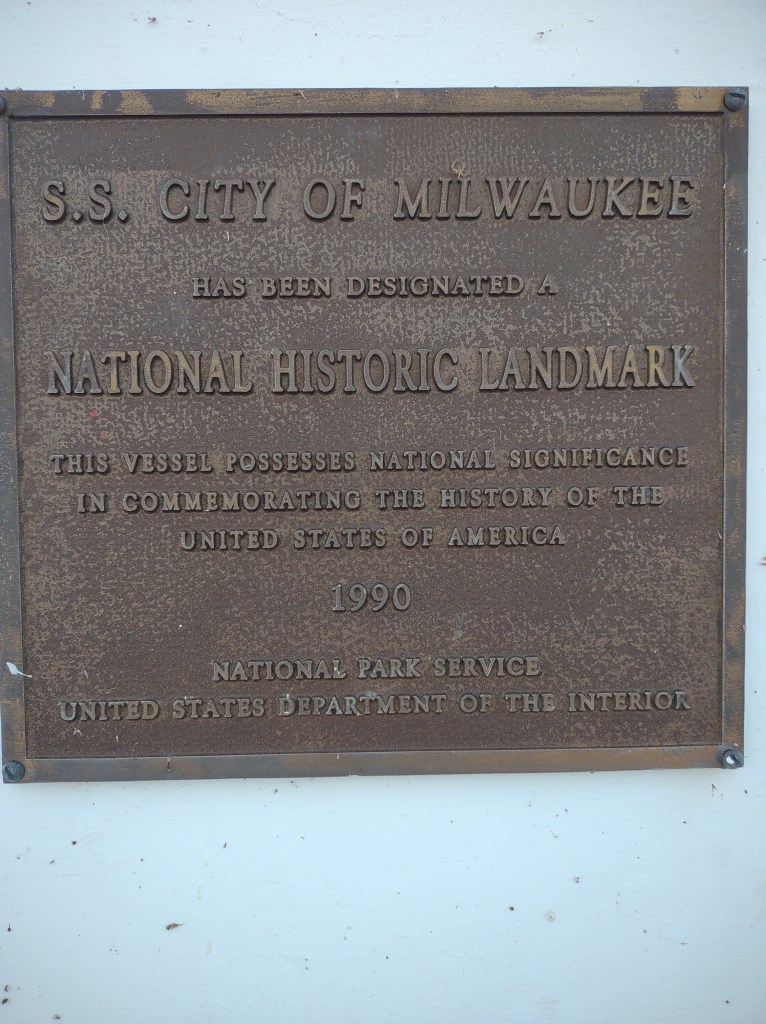 S.S. CITY OF MILWAUKEE
HAS BEEN DESIGNATED A
NATIONAL HISTORIC LANDMARK
THIS VESSEL POSSESSES NATIONAL SIGNIFICANCE
IN COMMEMORATING THE HISTORY OF THE
UNITED STATES OF AMERICA
1990
NATIONAL PARK SERVICE
UNITED STATES DEPARTMENT OF THE INTERIOR